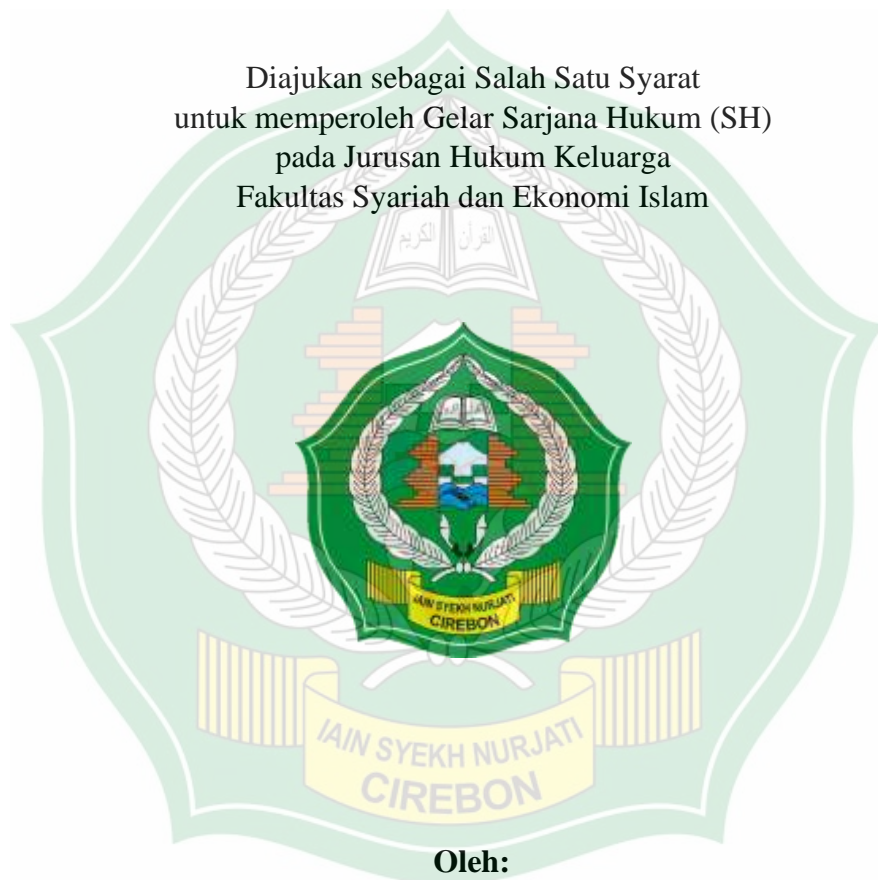 Diajukan sebagai Salah Satu Syarat
untuk memperoleh Gelar Sarjana Hukum (SH)
pada Jurusan Hukum Keluarga
Fakultas Syariah dan Ekonomi Islam
القرآن الكريم
IAIN SYEKH NURJATI
CIREBON
IAIN SYEKH NURJATI
CIREBON
Oleh: